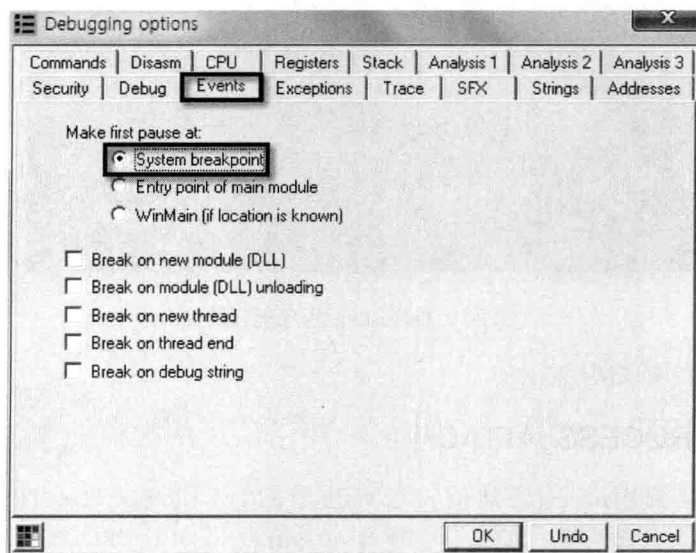 Debugging options
Commands Disasm CPU Registers Stack Analysis 1 Analysis 2 Analysis 3
Security Debug Events Exceptions Trace SFX Strings Addresses
Make first pause at:
System breakpoint
Entry point of main module
WinMain (if location is known)
Break on new module (DLL)
Break on module (DLL) unloading
Break on new thread
Break on thread end
Break on debug string
OK Undo Cancel